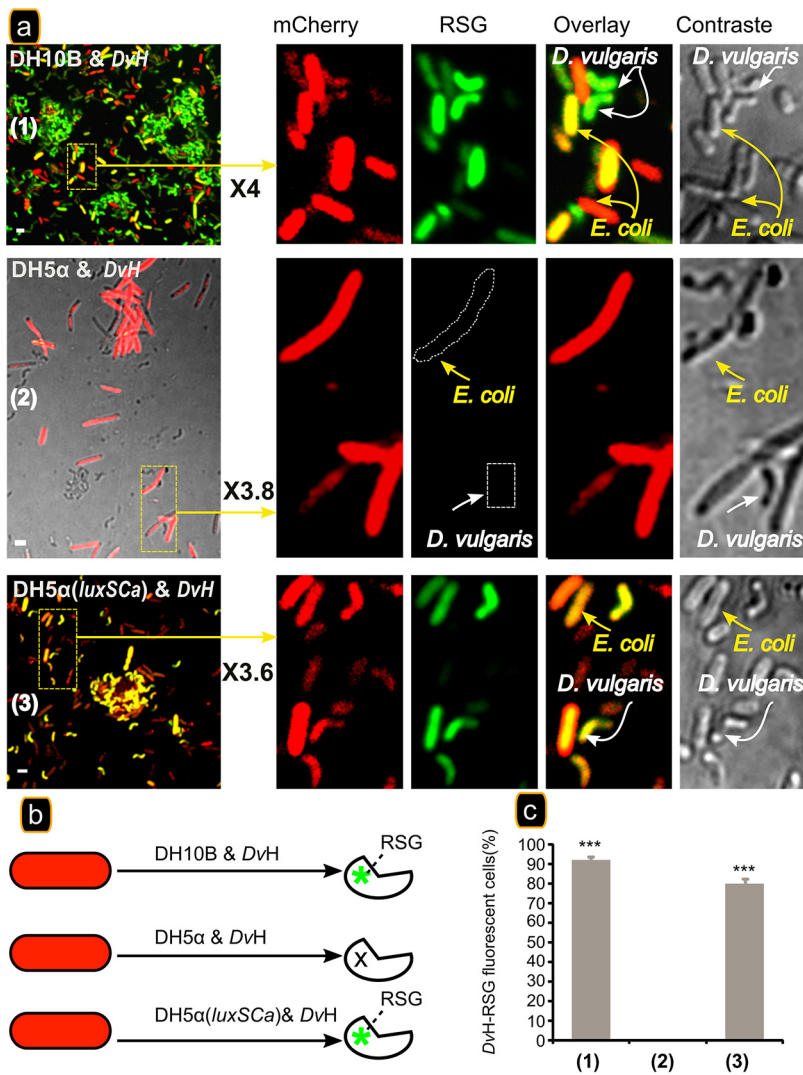 a
mCherry RSG Overlay Contraste
DH10B & DvH
(1)
X4
D. vulgaris
E. coli
D. vulgaris
E. coli
DH5α & DvH
(2)
X3.8
E. coli
D. vulgaris
E. coli
D. vulgaris
DH5α(luxSCa) & DvH
(3)
X3.6
E. coli
D. vulgaris
E. coli
D. vulgaris
b
DH10B & DvH
RSG
*
DH5α & DvH
x
DH5α(luxSCa)& DvH
RSG
*
c
DvH-RSG fluorescent cells(%)
100
90
80
70
60
50
40
30
20
10
0
***
***
(1) (2) (3)